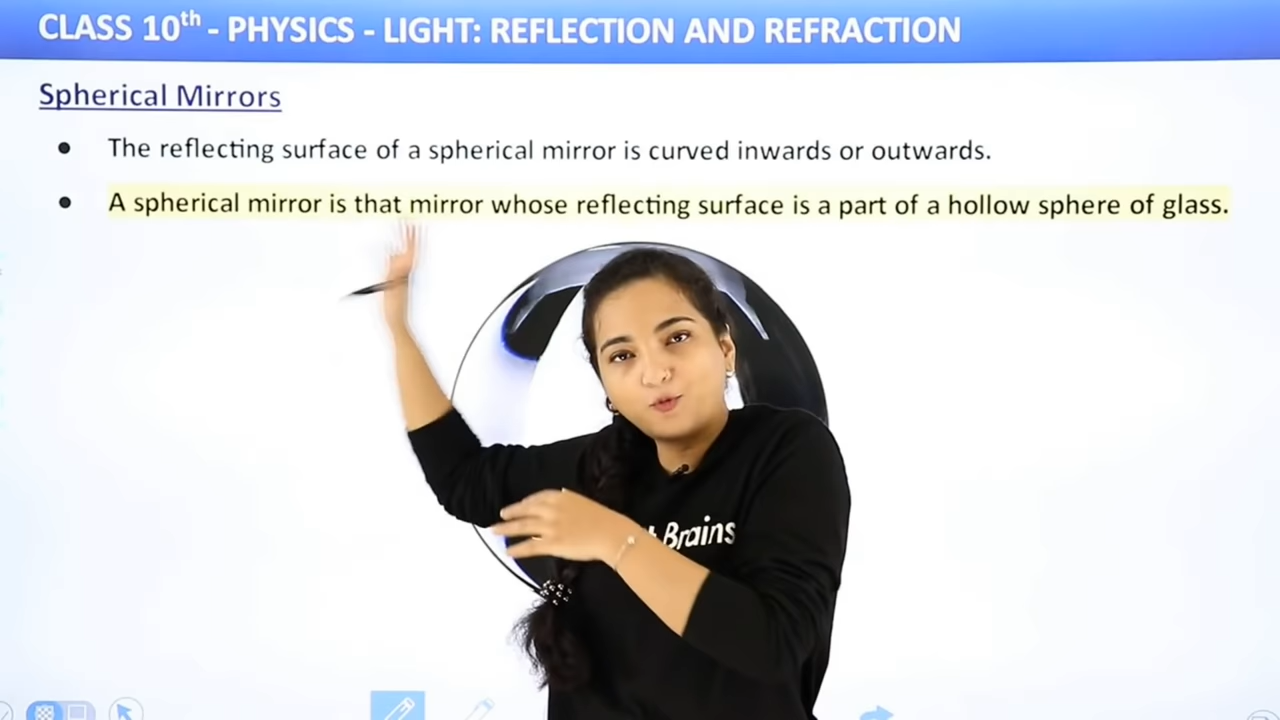 CLASS 10th - PHYSICS - LIGHT: REFLECTION AND REFRACTION
Spherical Mirrors
• The reflecting surface of a spherical mirror is curved inwards or outwards.
• A spherical mirror is that mirror whose reflecting surface is a part of a hollow sphere of glass.
Brains